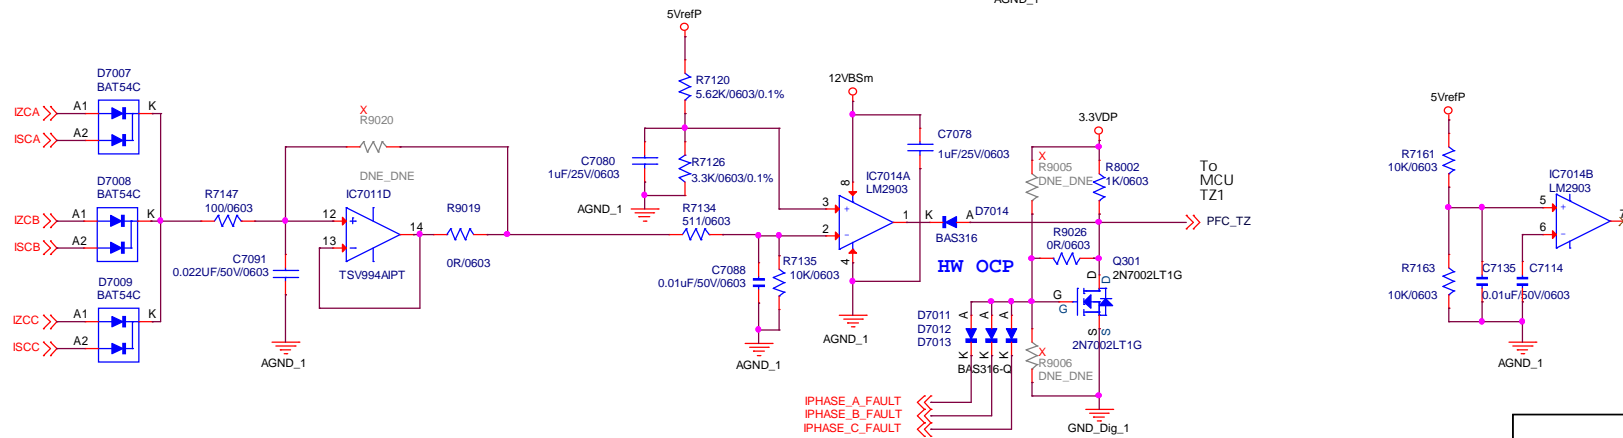 AGND_1
5VrefP
D7007
BAT54C
IZCA
A1
K
ISCA
A2
X
R9020
DNE_DNE
R7120
5.62K/0603/0.1%
12VBSm
C7078
1uF/25V/0603
C7080
1uF/25V/0603
R7126
3.3K/0603/0.1%
AGND_1
D7008
BAT54C
IZCB
A1
K
ISCB
A2
R7147
100/0603
IC7011D
12
+
13
−
14
TSV994AIPT
R9019
0R/0603
R7134
511/0603
C7091
0.022UF/50V/0603
AGND_1
D7009
BAT54C
IZCC
A1
K
ISCC
A2
C7088
0.01uF/50V/0603
R7135
10K/0603
AGND_1
IC7014A
LM2903
8
3
+
2
−
1
4
AGND_1
K
D7014
A
BAS316
HW OCP
3.3VDP
X
R9005
DNE_DNE
R8002
1K/0603
To
MCU
TZ1
PFC_TZ
R9026
0R/0603
Q301
2N7002LT1G
D
D
G
G
S
S
2N7002LT1G
D7011
D7012
D7013
A
A
A
K
K
K
BAS316-Q
X
R9006
DNE_DNE
IPHASE_A_FAULT
IPHASE_B_FAULT
IPHASE_C_FAULT
GND_Dig_1
5VrefP
R7161
10K/0603
IC7014B
LM2903
5
+
6
−
7
R7163
10K/0603
C7135
C7114
0.01uF/50V/0603
AGND_1